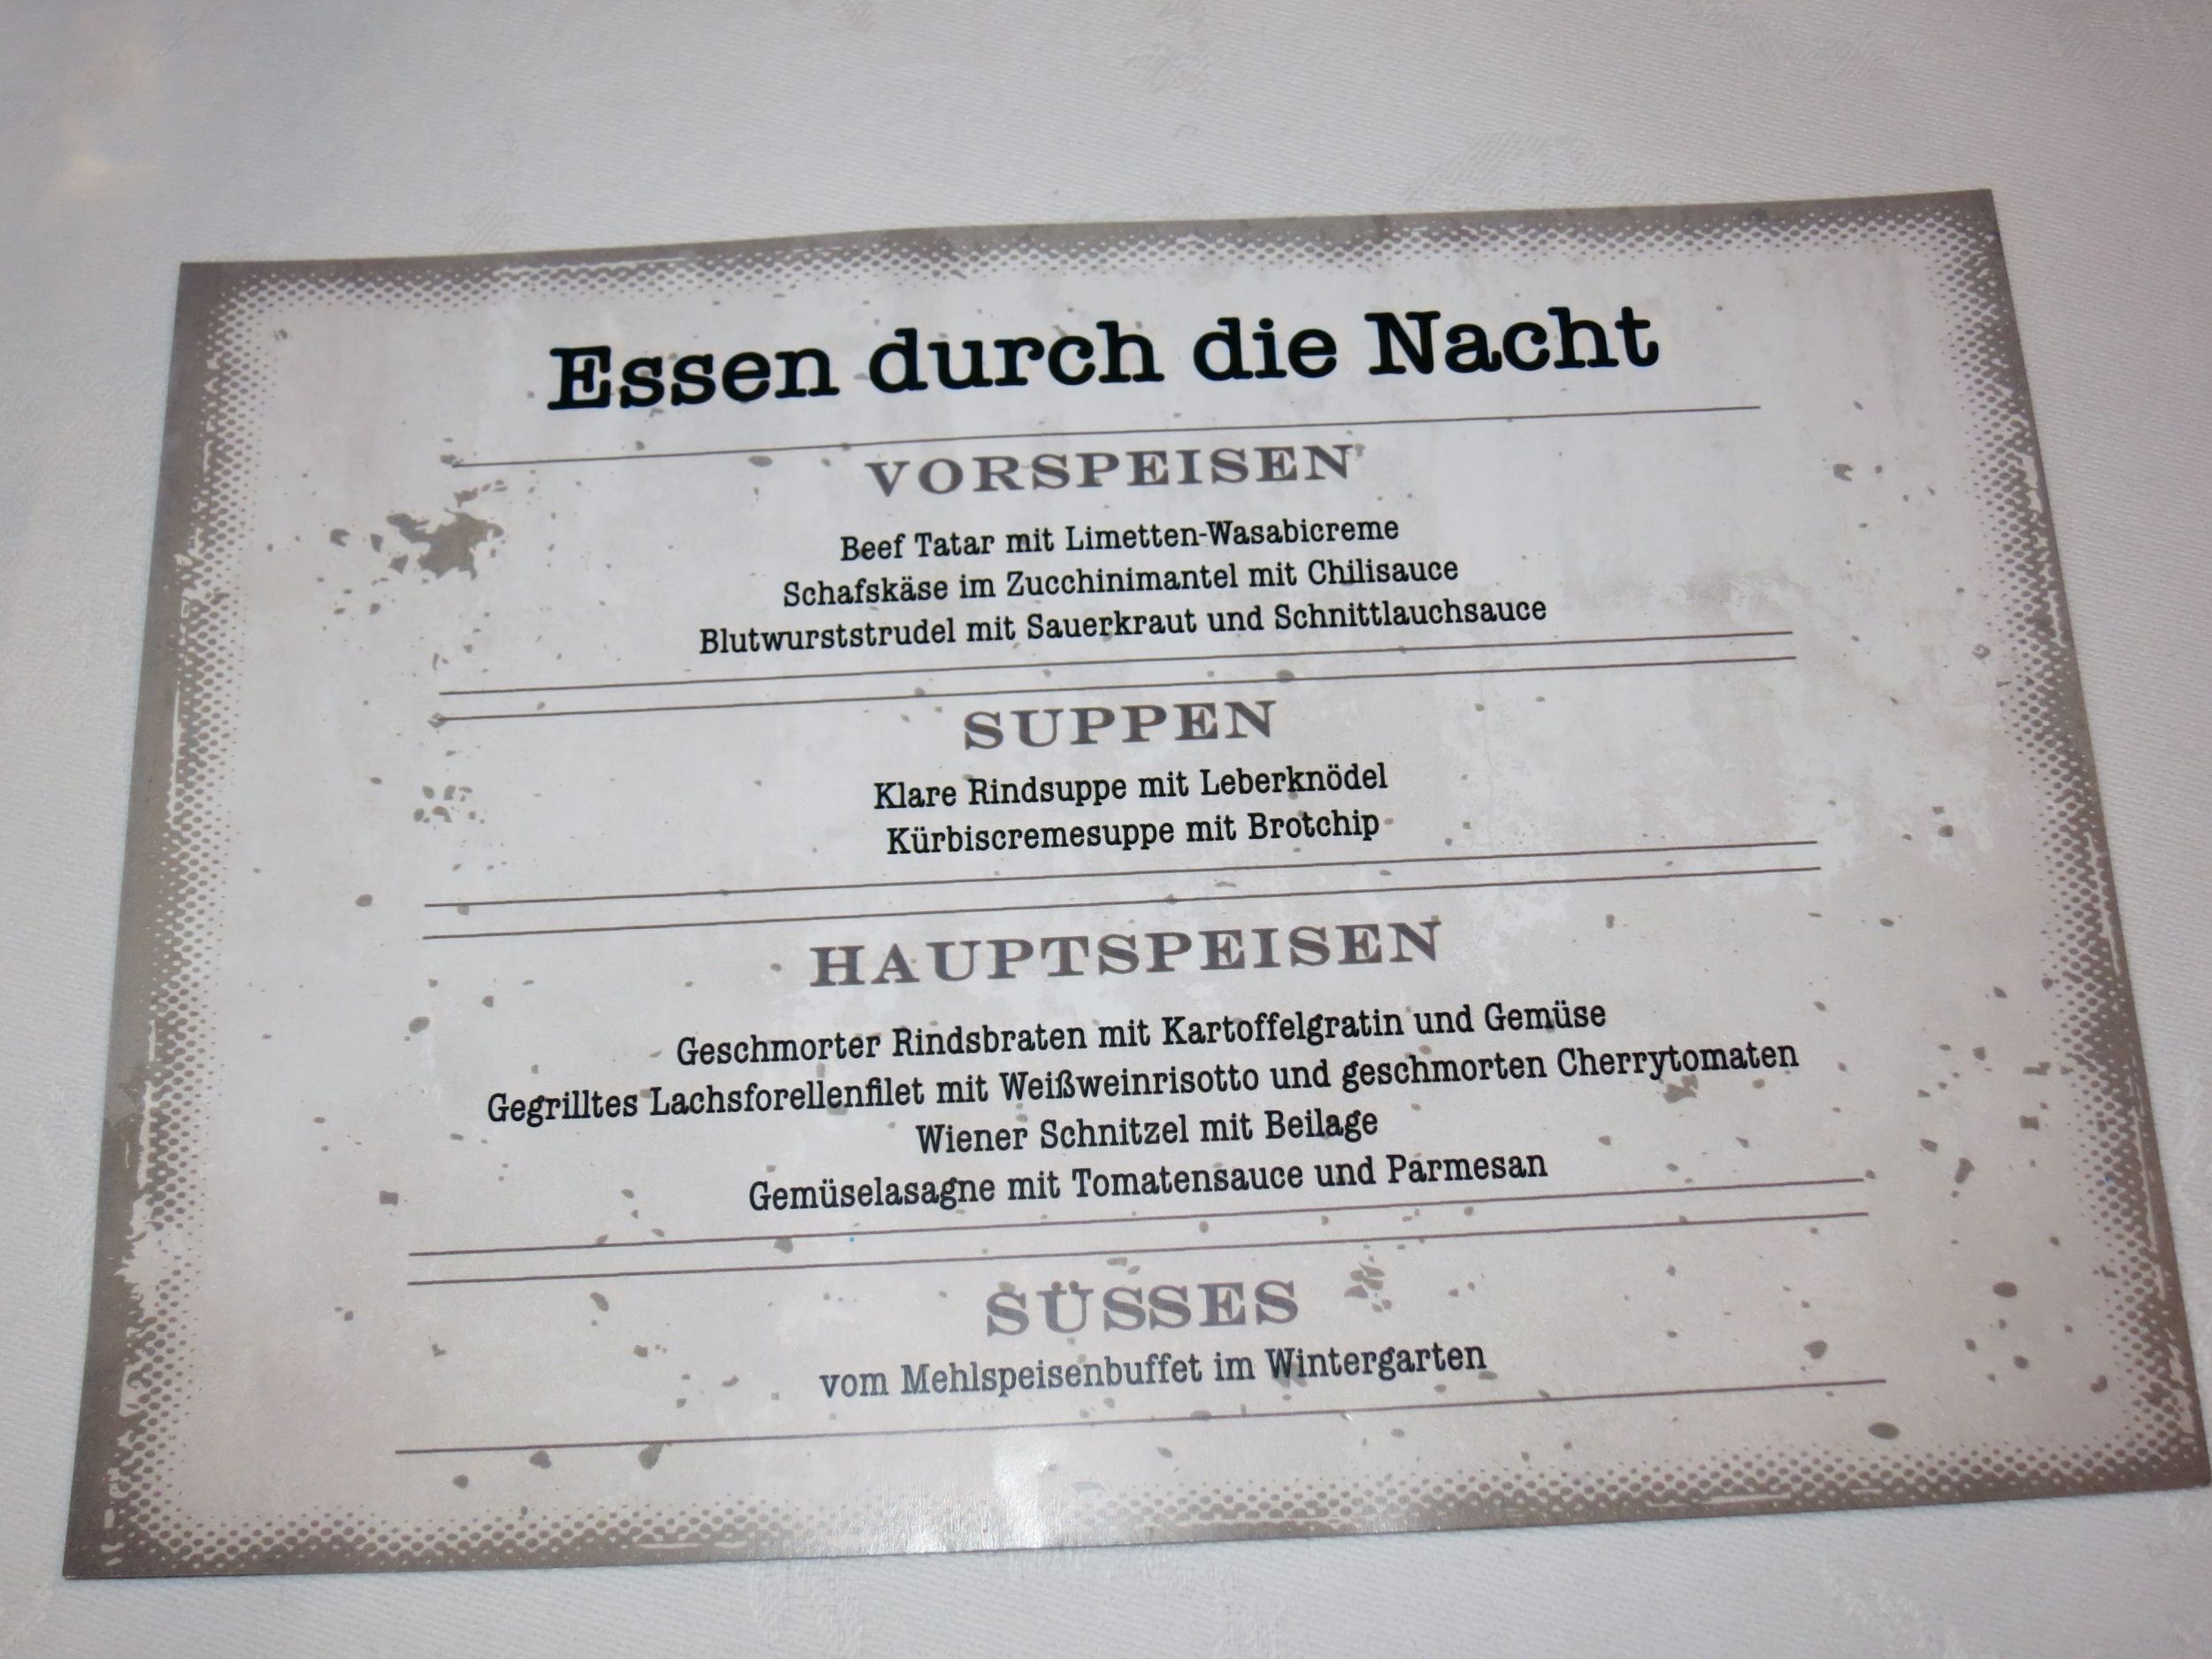 Essen durch die Nacht
VORSPEISEN
Beef Tatar mit Limetten-Wasabicreme
Schafskäse im Zucchinimantel mit Chilisauce
Blutwurststrudel mit Sauerkraut und Schnittlauchsauce
SUPPEN
Klare Rindsuppe mit Leberknödel
Kürbiscremesuppe mit Brotchip
HAUPTSPEISEN
Geschmorter Rindsbraten mit Kartoffelgratin und Gemüse
Gegrilltes Lachsforellenfilet mit Weißweinrisotto und geschmorten Cherrytomaten
Wiener Schnitzel mit Beilage
Gemüselasagne mit Tomatensauce und Parmesan
SÜSSES
vom Mehlspeisenbuffet im Wintergarten